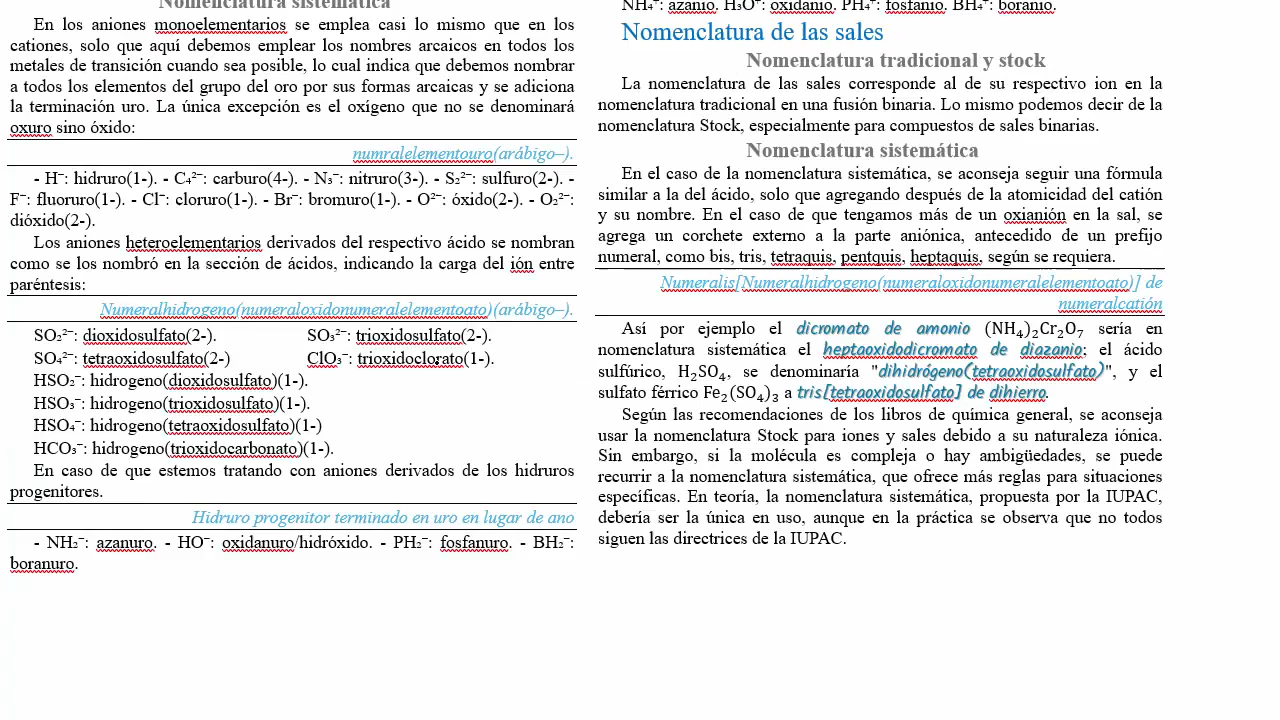 Nomenclatura sistemática
En los aniones monoelementarios se emplea casi lo mismo que en los
cationes, solo que aquí debemos emplear los nombres arcaicos en todos los
metales de transición cuando sea posible, lo cual indica que debemos nombrar
a todos los elementos del grupo del oro por sus formas arcaicas y se adiciona
la terminación uro. La única excepción es el oxígeno que no se denominará
oxuro sino óxido:
numralelementouro(arábigo–).
- H⁻: hidruro(1-). - C₄²⁻: carburo(4-). - N₃⁻: nitruro(3-). - S₂²⁻: sulfuro(2-). -
F⁻: fluoruro(1-). - Cl⁻: cloruro(1-). - Br⁻: bromuro(1-). - O²⁻: óxido(2-). - O₂²⁻:
dióxido(2-).
Los aniones heteroelementarios derivados del respectivo ácido se nombran
como se los nombró en la sección de ácidos, indicando la carga del ión entre
paréntesis:
Numeralhidrogeno(numeraloxidonumeralelementoato)(arábigo–).
SO₂²⁻: dioxidosulfato(2-). SO₃²⁻: trioxidosulfato(2-).
SO₄²⁻: tetraoxidosulfato(2-) ClO₃⁻: trioxidoclorato(1-).
HSO₂⁻: hidrogeno(dioxidosulfato)(1-).
HSO₃⁻: hidrogeno(trioxidosulfato)(1-).
HSO₄⁻: hidrogeno(tetraoxidosulfato)(1-)
HCO₃⁻: hidrogeno(trioxidocarbonato)(1-).
En caso de que estemos tratando con aniones derivados de los hidruros
progenitores.
Hidruro progenitor terminado en uro en lugar de ano
- NH₂⁻: azanuro. - HO⁻: oxidanuro/hidróxido. - PH₂⁻: fosfanuro. - BH₂⁻:
boranuro.
NH₄⁺: azanio. H₃O⁺: oxidanio. PH₄⁺: fosfanio. BH₄⁺: boranio.
Nomenclatura de las sales
Nomenclatura tradicional y stock
La nomenclatura de las sales corresponde al de su respectivo ion en la
nomenclatura tradicional en una fusión binaria. Lo mismo podemos decir de la
nomenclatura Stock, especialmente para compuestos de sales binarias.
Nomenclatura sistemática
En el caso de la nomenclatura sistemática, se aconseja seguir una fórmula
similar a la del ácido, solo que agregando después de la atomicidad del catión
y su nombre. En el caso de que tengamos más de un oxianión en la sal, se
agrega un corchete externo a la parte aniónica, antecedido de un prefijo
numeral, como bis, tris, tetraquis, pentquis, heptaquis, según se requiera.
Numeralis[Numeralhidrogeno(numeraloxidonumeralelementoato)] de
numeralcatión
Así por ejemplo el dicromato de amonio (NH₄)₂Cr₂O₇ sería en
nomenclatura sistemática el heptaoxidodicromato de diazanio; el ácido
sulfúrico, H₂SO₄, se denominaría "dihidrógeno(tetraoxidosulfato)", y el
sulfato férrico Fe₂(SO₄)₃ a tris[tetraoxidosulfato] de dihierro.
Según las recomendaciones de los libros de química general, se aconseja
usar la nomenclatura Stock para iones y sales debido a su naturaleza iónica.
Sin embargo, si la molécula es compleja o hay ambigüedades, se puede
recurrir a la nomenclatura sistemática, que ofrece más reglas para situaciones
específicas. En teoría, la nomenclatura sistemática, propuesta por la IUPAC,
debería ser la única en uso, aunque en la práctica se observa que no todos
siguen las directrices de la IUPAC.